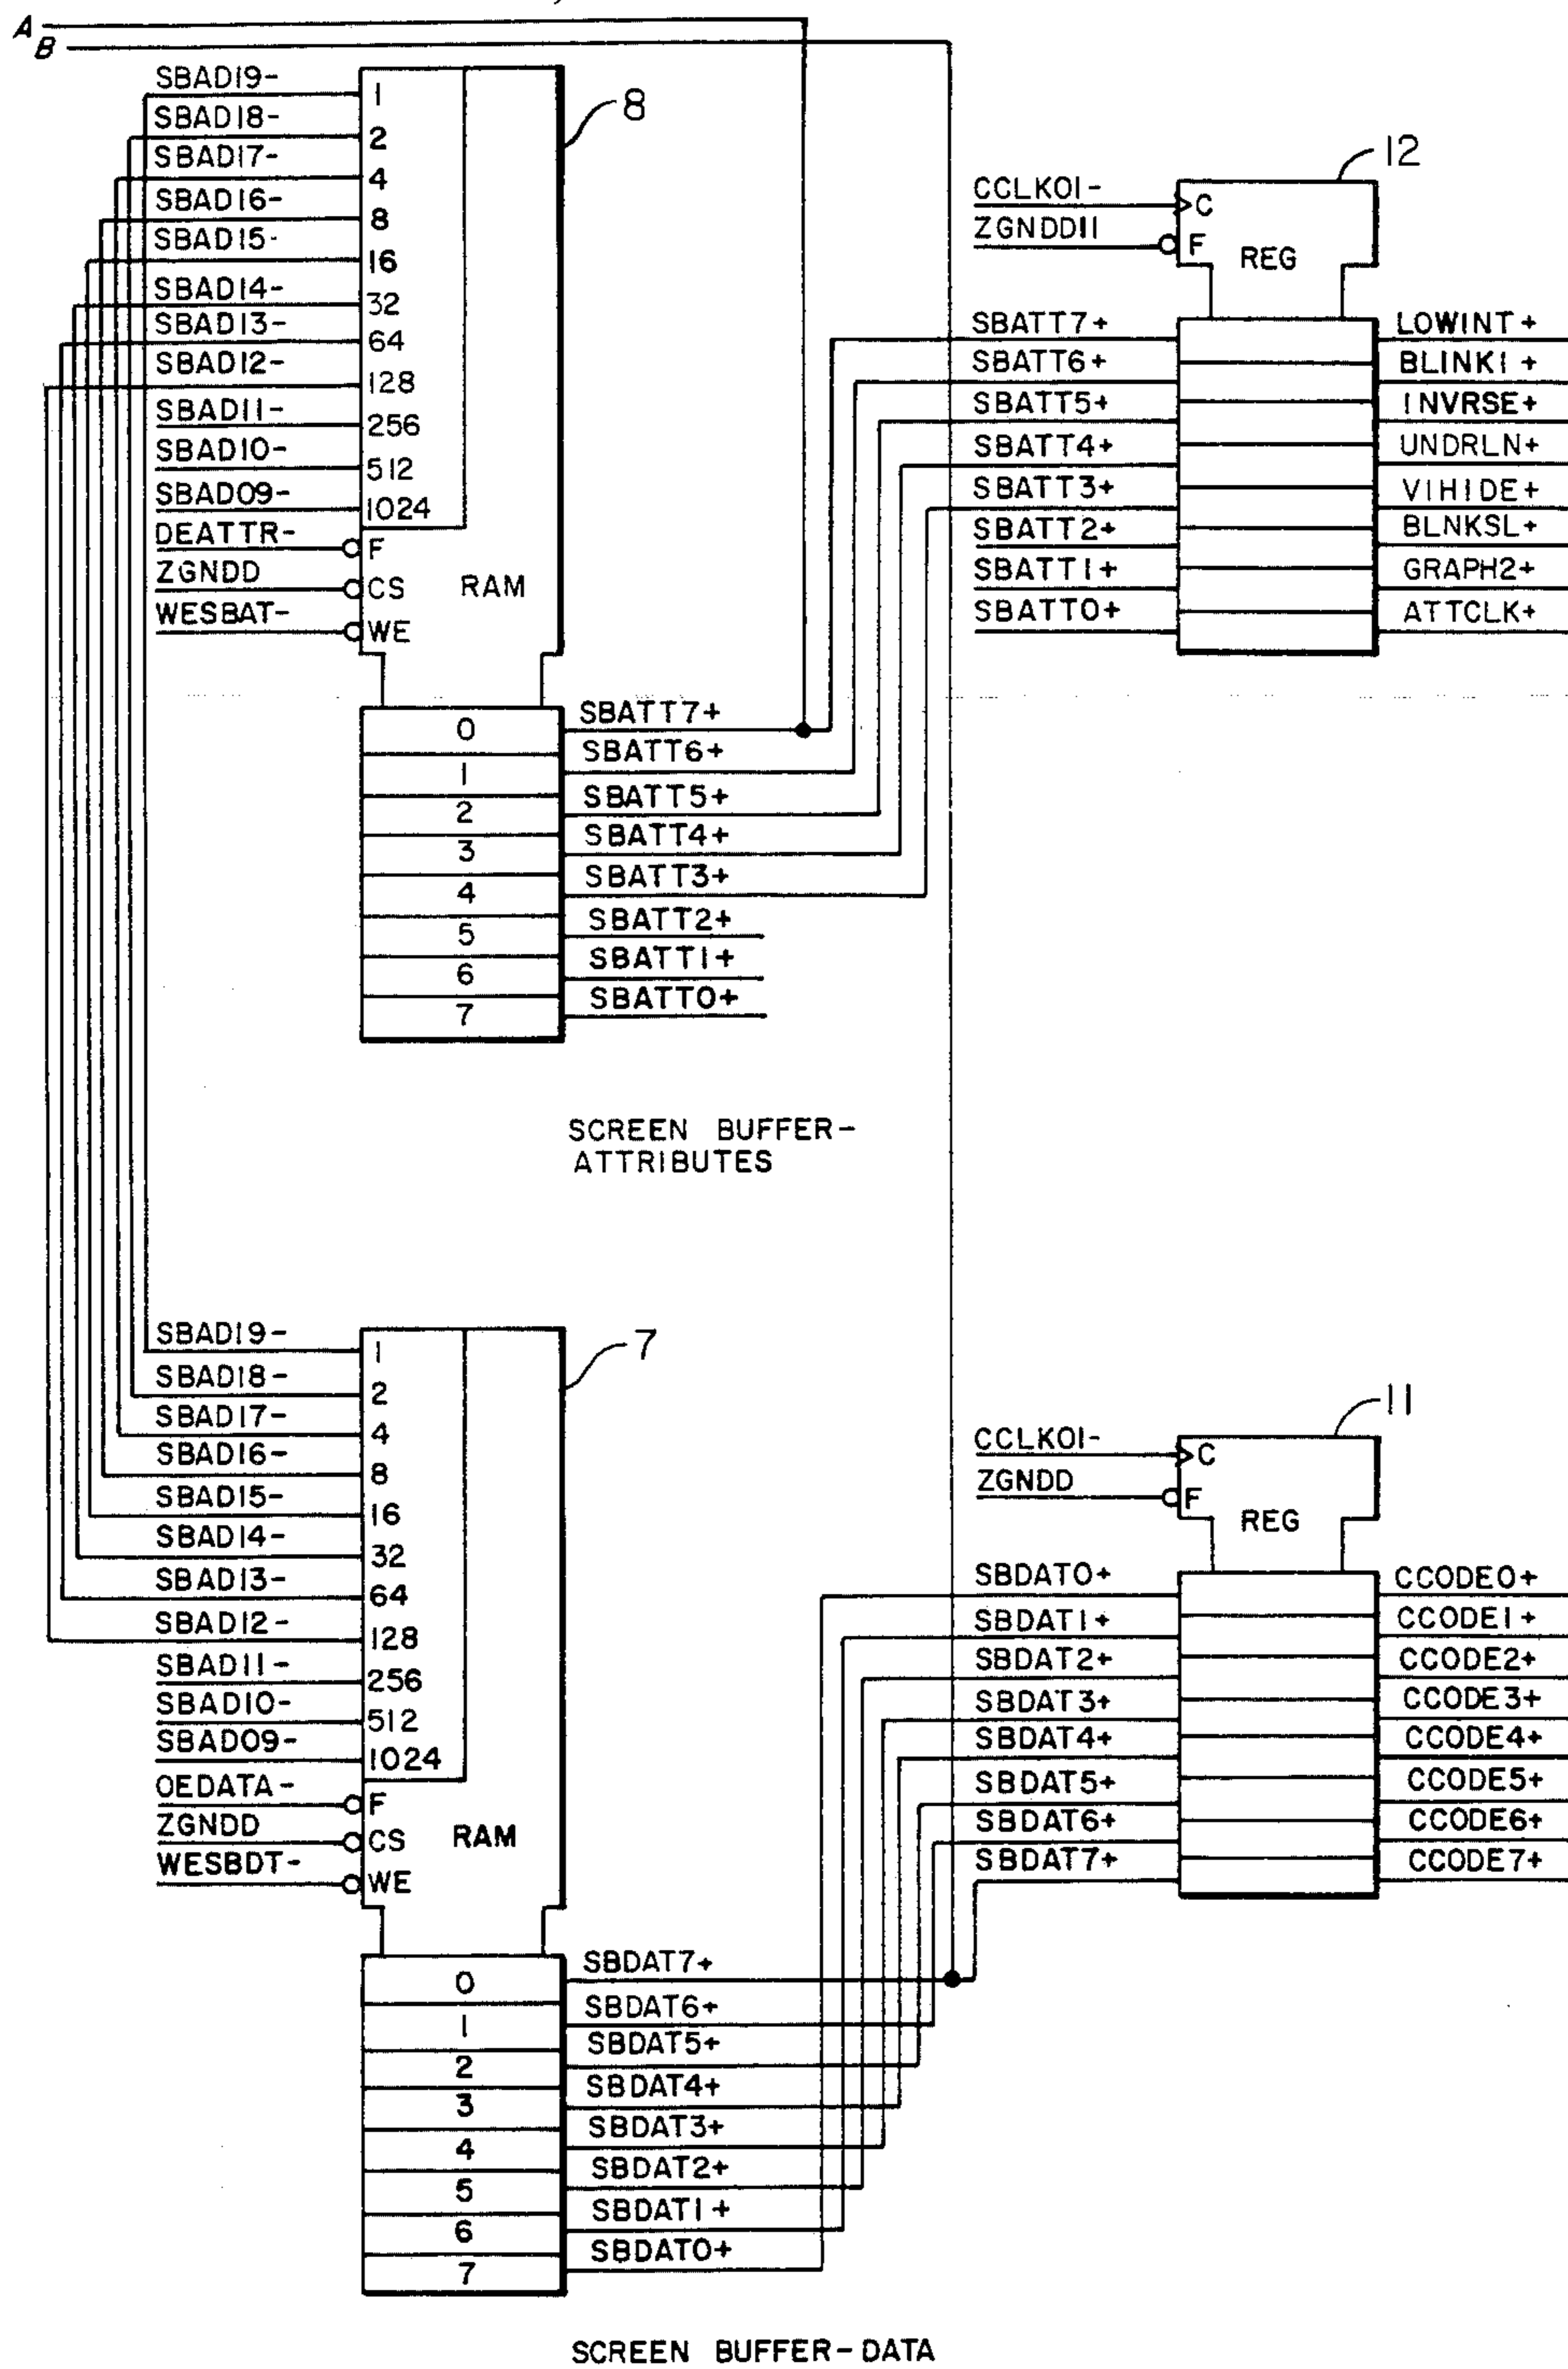 A
B
SBAD19-
1
SBAD18-
2
SBAD17-
4
SBAD16-
8
SBAD15-
16
SBAD14-
32
SBAD13-
64
SBAD12-
128
SBAD11-
256
SBAD10-
512
SBAD09-
1024
DEATTR-
F
ZGNDD
CS
RAM
WESBAT-
WE
8
0
SBATT7+
1
SBATT6+
2
SBATT5+
3
SBATT4+
4
SBATT3+
5
SBATT2+
6
SBATT1+
7
SBATT0+
SCREEN BUFFER-
ATTRIBUTES
12
CCLK01-
C
ZGNDD11
F
REG
SBATT7+
LOWINT+
SBATT6+
BLINK1+
SBATT5+
INVRSE+
SBATT4+
UNDRLN+
SBATT3+
VIHIDE+
SBATT2+
BLNKSL+
SBATT1+
GRAPH2+
SBATT0+
ATTCLK+
SBAD19-
1
SBAD18-
2
SBAD17-
4
SBAD16-
8
SBAD15-
16
SBAD14-
32
SBAD13-
64
SBAD12-
128
SBAD11-
256
SBAD10-
512
SBAD09-
1024
OEDATA-
F
ZGNDD
CS
RAM
WESBDT-
WE
7
0
SBDAT7+
1
SBDAT6+
2
SBDAT5+
3
SBDAT4+
4
SBDAT3+
5
SBDAT2+
6
SBDAT1+
7
SBDAT0+
11
CCLK01-
C
ZGNDD
F
REG
SBDAT0+
CCODE0+
SBDAT1+
CCODE1+
SBDAT2+
CCODE2+
SBDAT3+
CCODE3+
SBDAT4+
CCODE4+
SBDAT5+
CCODE5+
SBDAT6+
CCODE6+
SBDAT7+
CCODE7+
SCREEN BUFFER-DATA